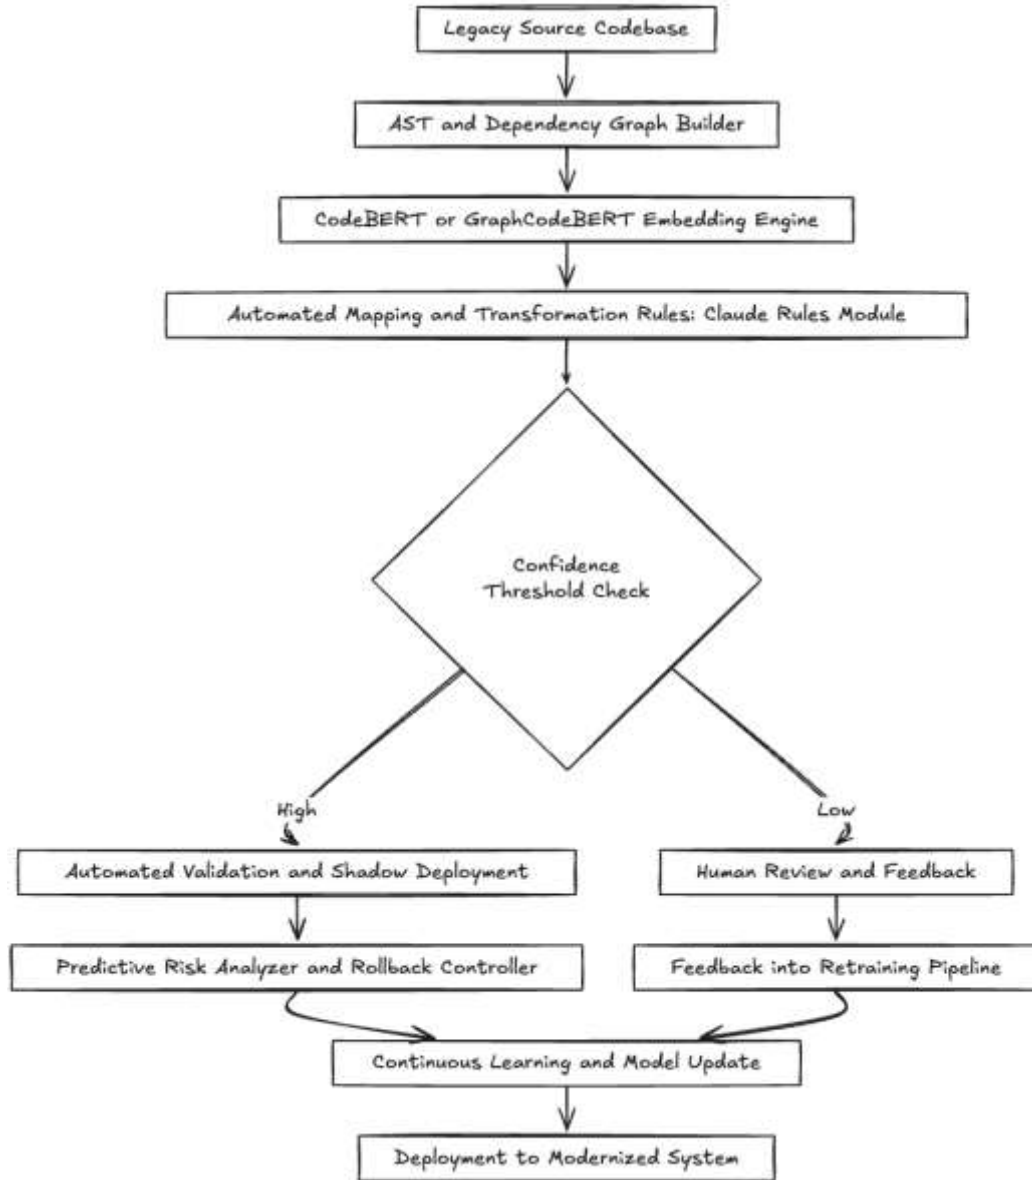 Legacy Source Codebase
AST and Dependency Graph Builder
CodeBERT or GraphCodeBERT Embedding Engine
Automated Mapping and Transformation Rules: Claude Rules Module
Confidence
Threshold Check
High
Low
Automated Validation and Shadow Deployment
Human Review and Feedback
Predictive Risk Analyzer and Rollback Controller
Feedback into Retraining Pipeline
Continuous Learning and Model Update
Deployment to Modernized System